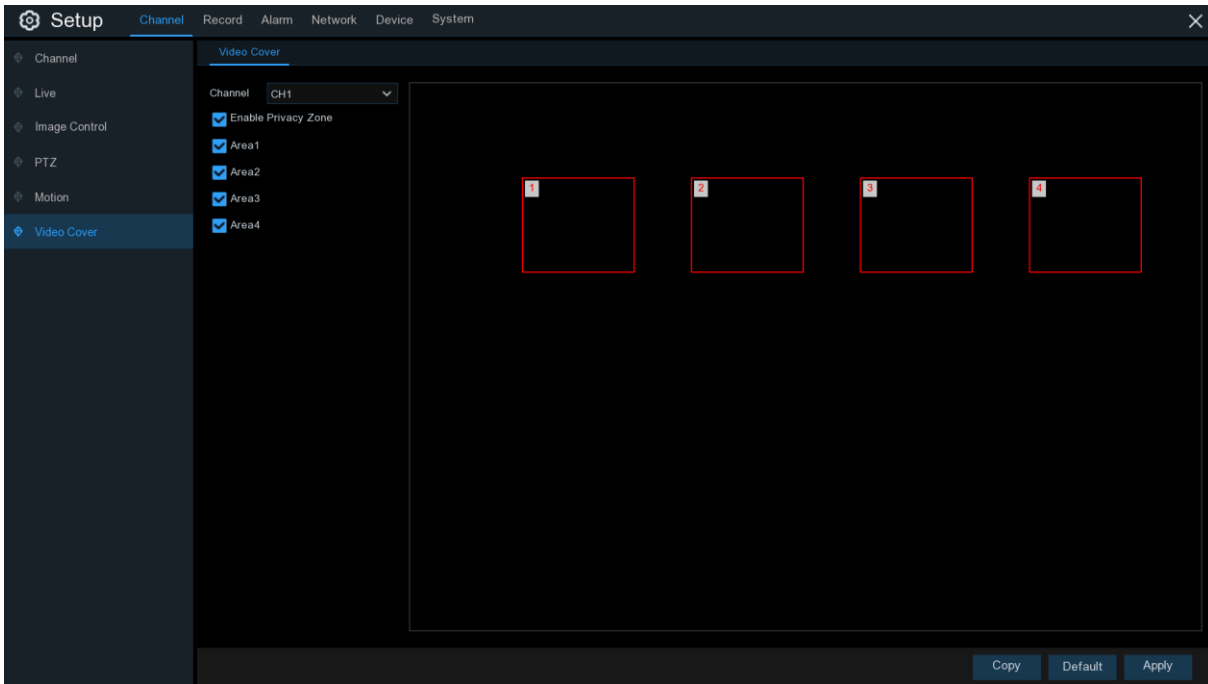 Setup Channel Record Alarm Network Device System
Channel
Live
Image Control
PTZ
Motion
Video Cover
Video Cover
Channel CH1
Enable Privacy Zone
Area1
Area2
Area3
Area4
1 2 3 4
Copy Default Apply